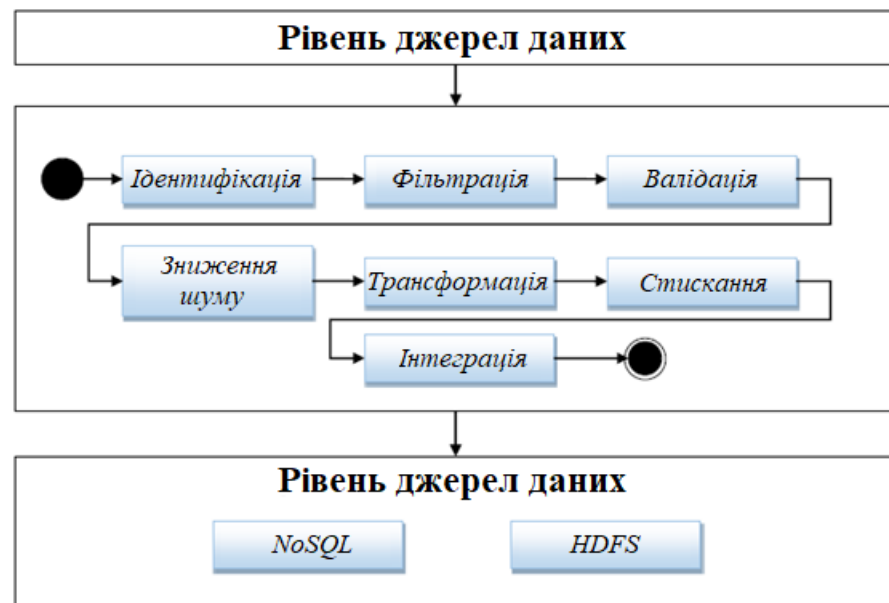 Рівень джерел даних
Ідентифікація
Фільтрація
Валідація
Зниження
шуму
Трансформація
Стискання
Інтеграція
Рівень джерел даних
NoSQL
HDFS